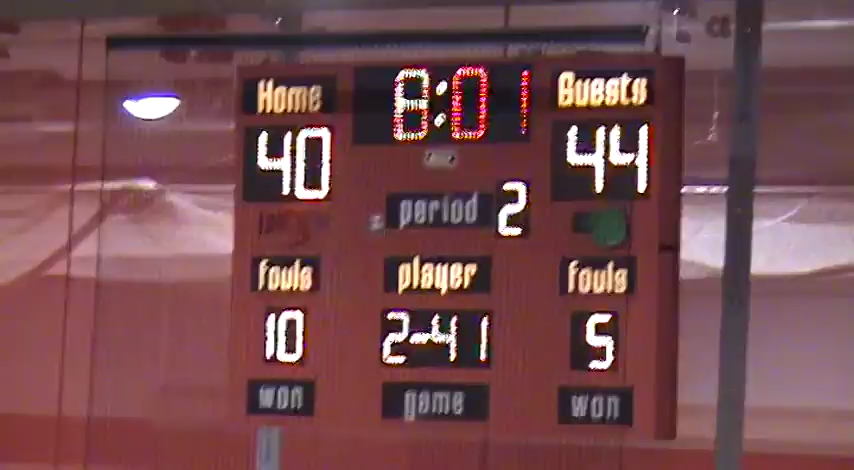 Home 8:01 Guests
40 44
period 2
fouls player fouls
10 2-41 5
won game won